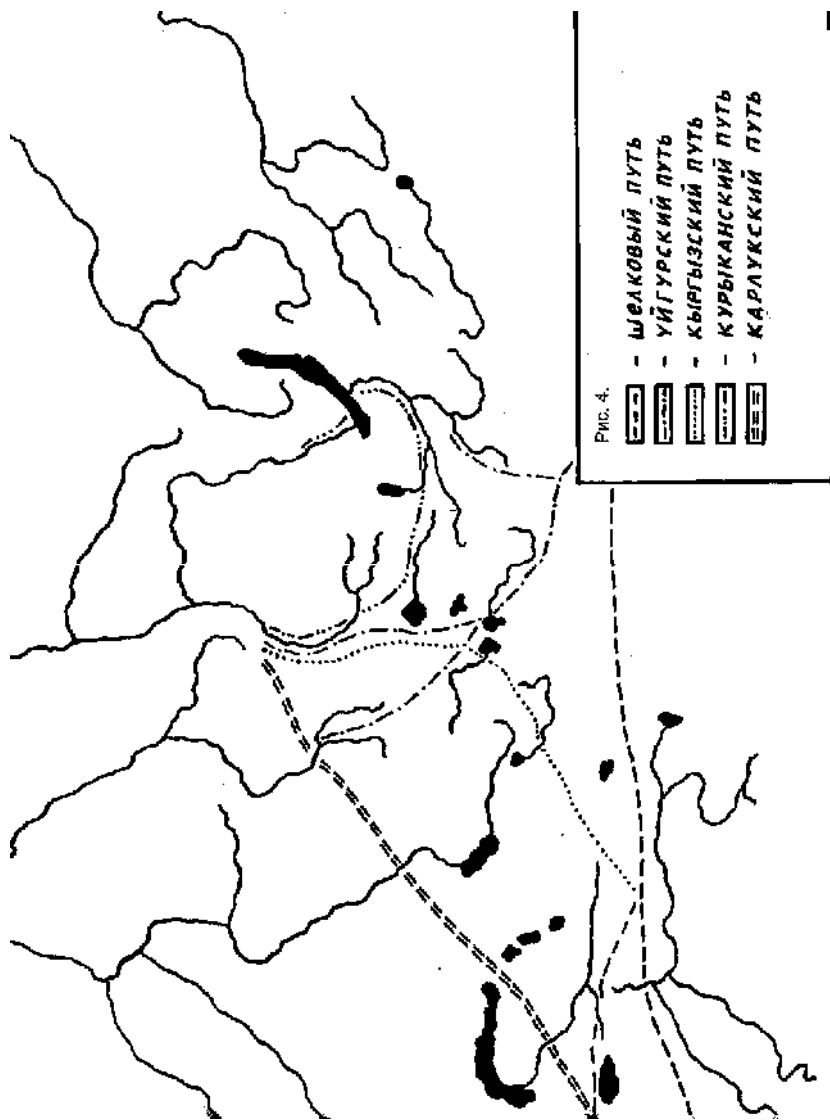 Рис. 4.
– ШЕЛКОВЫЙ ПУТЬ
– УЙГУРСКИЙ ПУТЬ
– КЫРГЫЗСКИЙ ПУТЬ
– КУРЫКАНСКИЙ ПУТЬ
– КАРЛУКСКИЙ ПУТЬ